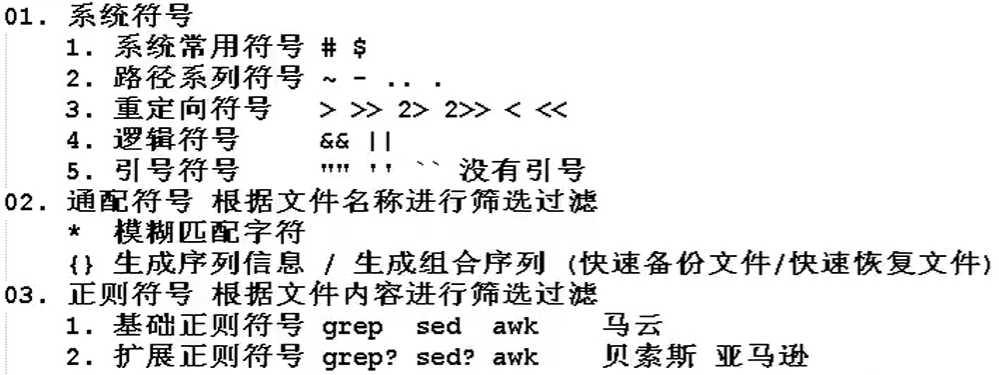 01. 系统符号
1. 系统常用符号 # $
2. 路径系列符号 ~ - .. .
3. 重定向符号 > >> 2> 2>> < <<
4. 逻辑符号 && ||
5. 引号符号 "" '' `` 没有引号
02. 通配符号 根据文件名称进行筛选过滤
* 模糊匹配字符
{} 生成序列信息 / 生成组合序列 (快速备份文件/快速恢复文件)
03. 正则符号 根据文件内容进行筛选过滤
1. 基础正则符号 grep sed awk 马云
2. 扩展正则符号 grep? sed? awk 贝索斯 亚马逊